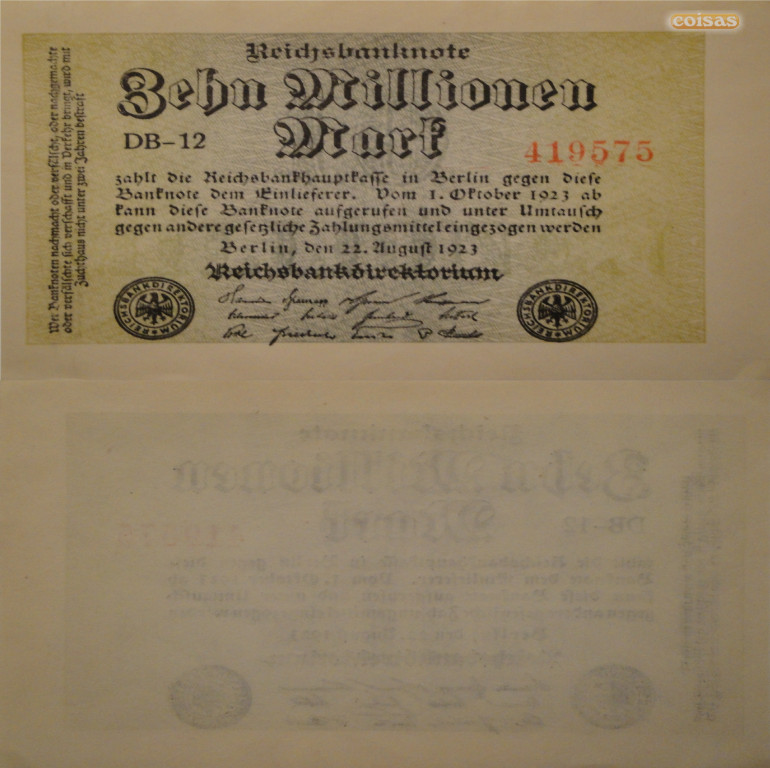 coisas
Reichsbanknote
Zehn Millionen
Mark
DB-12
419575
zahlt die Reichsbankhauptkasse in Berlin gegen diese
Banknote dem Einlieferer. Vom 1. Oktober 1923 ab
kann diese Banknote aufgerufen und unter Umtausch
gegen andere gesetzliche Zahlungsmittel eingezogen werden
Berlin, den 22. August 1923
Reichsbankdirektorium
REICHSBANKDIREKTORIUM
REICHSBANKDIREKTORIUM
Wer Banknoten nachmacht oder verfälscht, oder nachgemachte
oder verfälschte sich verschafft und in Verkehr bringt, wird mit
Zuchthaus nicht unter zwei Jahren bestraft